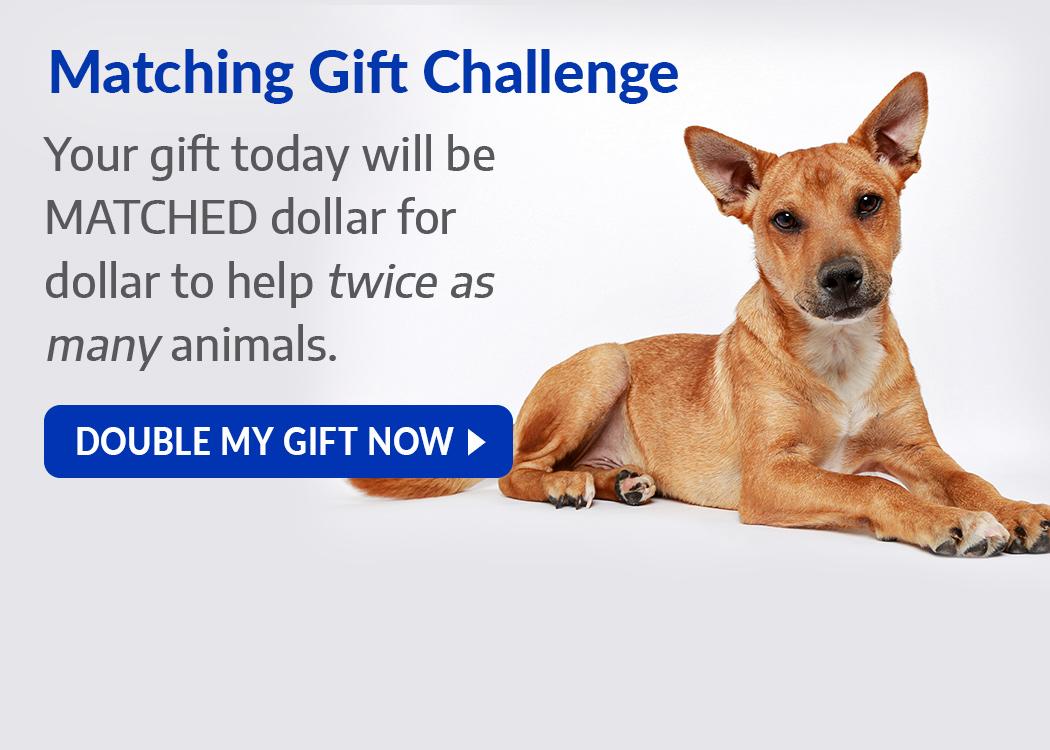 Matching Gift Challenge
Your gift today will be
MATCHED dollar for
dollar to help twice as
many animals.
DOUBLE MY GIFT NOW